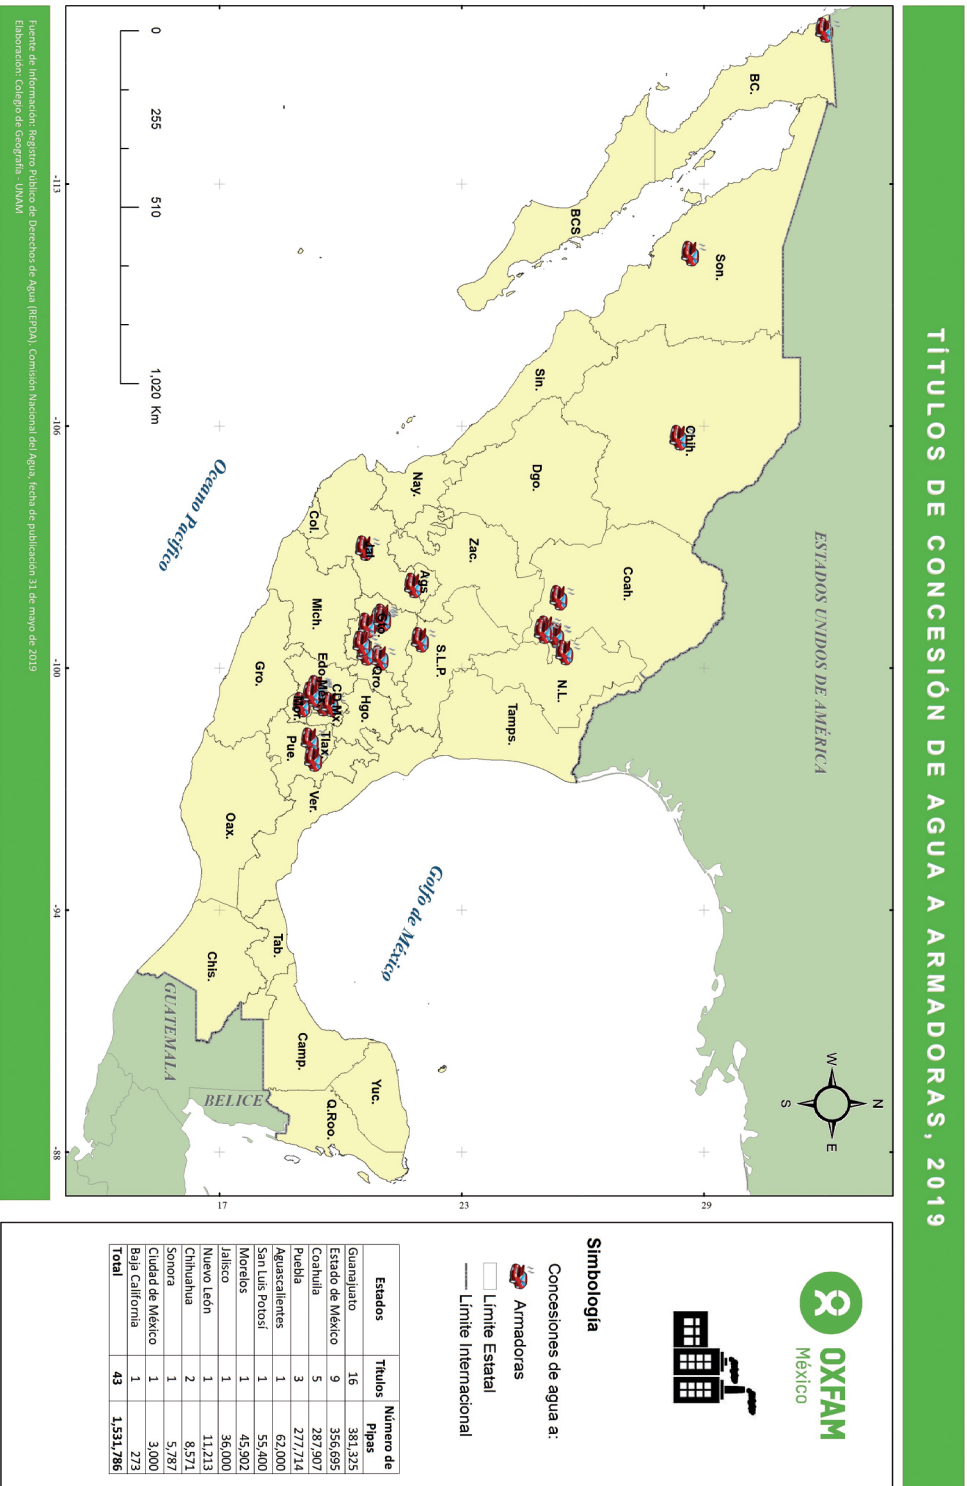 TÍTULOS DE CONCESIÓN DE AGUA A ARMADORAS, 2019
ESTADOS UNIDOS DE AMÉRICA
N
W
E
S
BC.
Son.
BCS
Chih.
Coah.
Sin.
Dgo.
N.L.
Tamps.
Zac.
Nay.
Ags.
S.L.P.
Jal.
Gto.
Qro.
Hgo.
Col.
Mich.
Edo.Mex.
CD.Mx.
Mor.
Tlax.
Pue.
Ver.
Gro.
Oax.
Tab.
Chis.
Camp.
Yuc.
Q.Roo.
Golfo de México
Oceano Pacífico
GUATEMALA
BELICE
29
23
17
-113
-106
-100
-94
-88
0 255 510 1,020 Km
OXFAM
México
Simbología
Concesiones de agua a:
Armadoras
Límite Estatal
Límite Internacional
Estados Títulos Número de Pipas
Guanajuato 16 381,325
Estado de México 9 356,695
Coahuila 5 287,907
Puebla 3 277,714
Aguascalientes 1 62,000
San Luis Potosí 1 55,400
Morelos 1 45,902
Jalisco 1 36,000
Nuevo León 1 11,213
Chihuahua 2 8,571
Sonora 1 5,787
Ciudad de México 1 3,000
Baja California 1 273
Total 43 1,531,786
Fuente de Información: Registro Público de Derechos de Agua (REPDA). Comisión Nacional del Agua, fecha de publicación 31 de mayo de 2019
Elaboración: Colegio de Geografía - UNAM